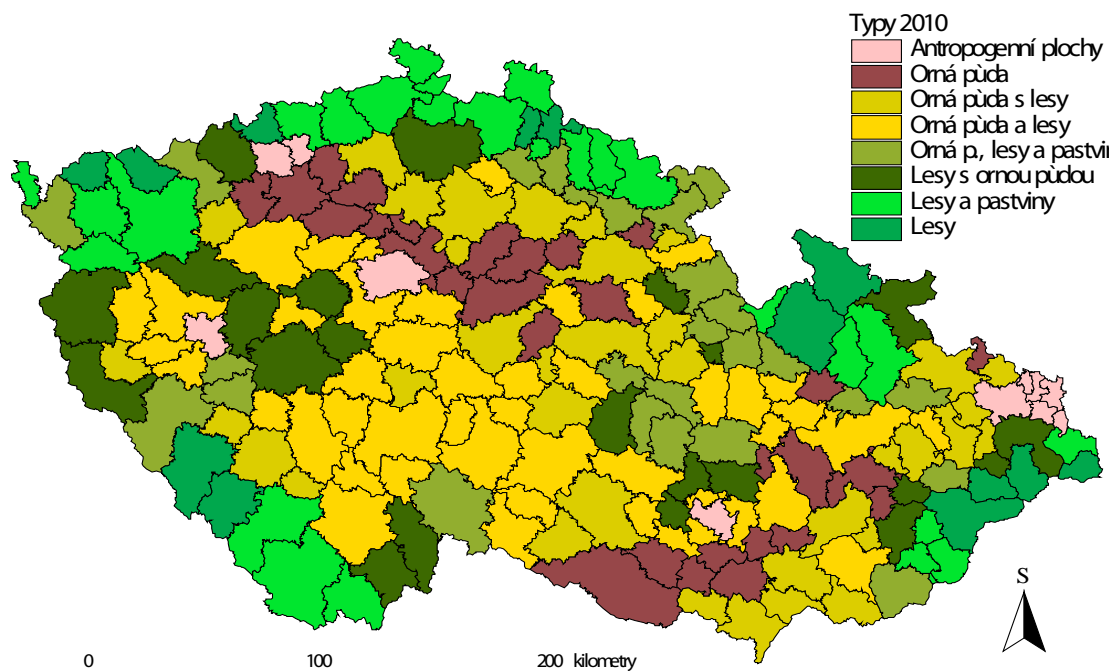 Typy 2010
Antropogenní plochy
Orná pùda
Orná pùda s lesy
Orná pùda a lesy
Orná p., lesy a pastvin
Lesy s ornou pùdou
Lesy a pastviny
Lesy
S
0 100 200 kilometry